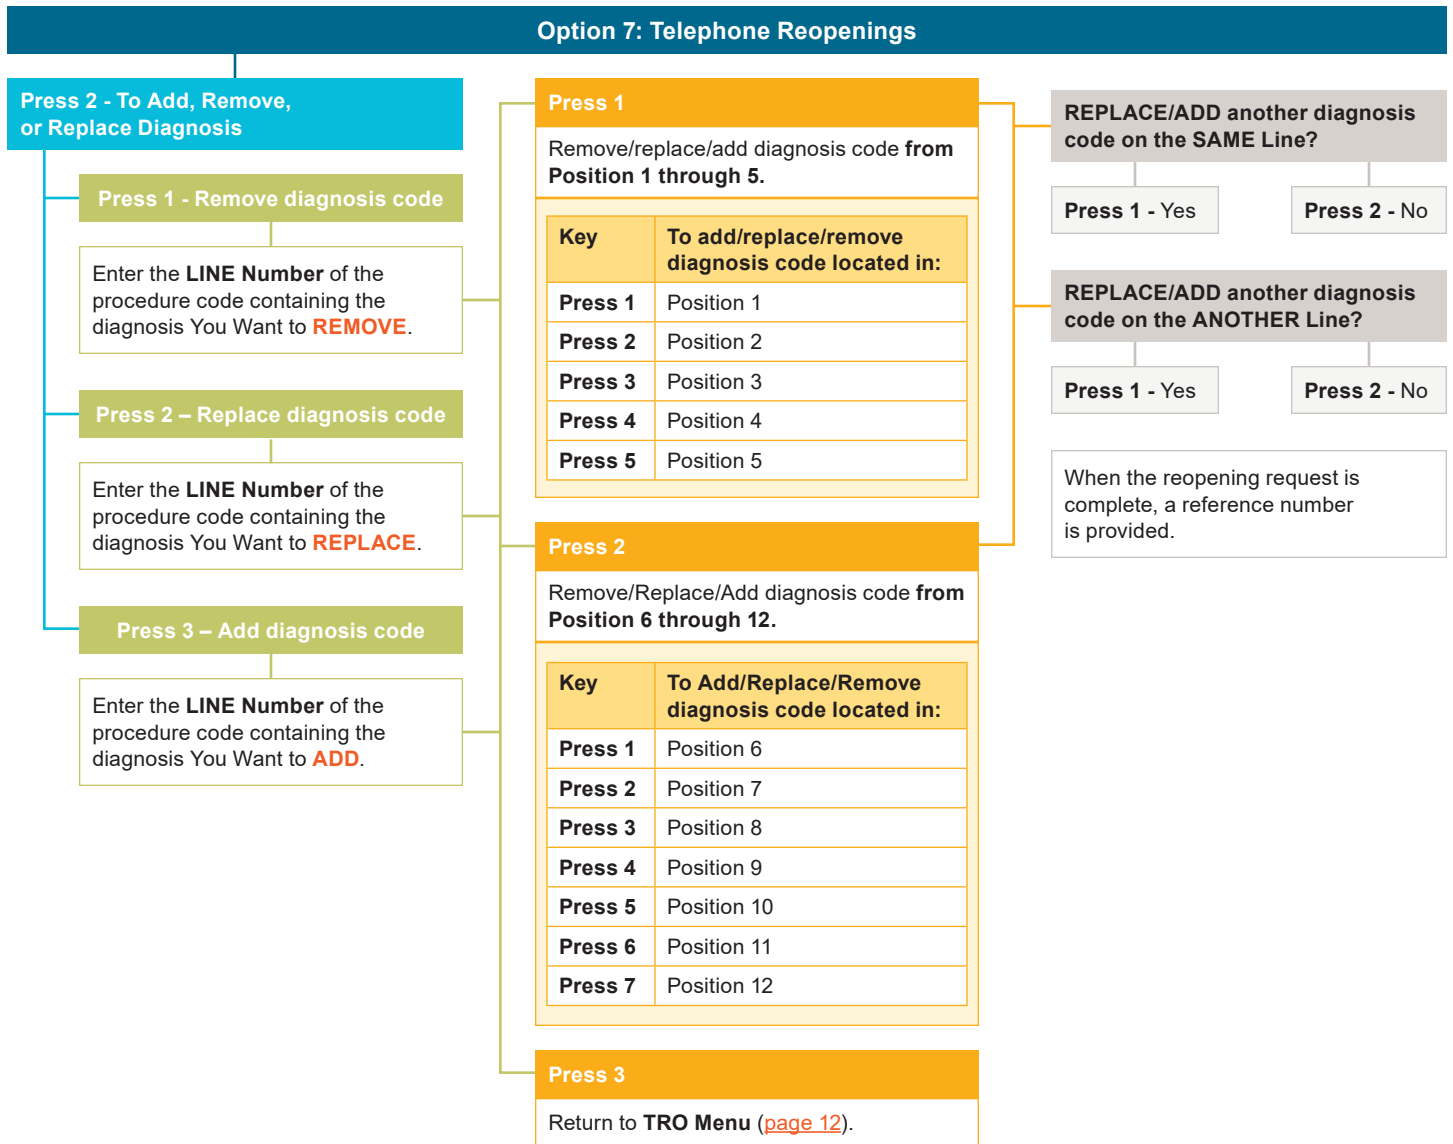 Option 7: Telephone Reopenings
Press 2 - To Add, Remove,
or Replace Diagnosis
Press 1 - Remove diagnosis code
Enter the LINE Number of the
procedure code containing the
diagnosis You Want to REMOVE.
Press 2 – Replace diagnosis code
Enter the LINE Number of the
procedure code containing the
diagnosis You Want to REPLACE.
Press 3 – Add diagnosis code
Enter the LINE Number of the
procedure code containing the
diagnosis You Want to ADD.
Press 1
Remove/replace/add diagnosis code from
Position 1 through 5.
Key To add/replace/remove
diagnosis code located in:
Press 1 Position 1
Press 2 Position 2
Press 3 Position 3
Press 4 Position 4
Press 5 Position 5
Press 2
Remove/Replace/Add diagnosis code from
Position 6 through 12.
Key To Add/Replace/Remove
diagnosis code located in:
Press 1 Position 6
Press 2 Position 7
Press 3 Position 8
Press 4 Position 9
Press 5 Position 10
Press 6 Position 11
Press 7 Position 12
Press 3
Return to TRO Menu (page 12).
REPLACE/ADD another diagnosis
code on the SAME Line?
Press 1 - Yes
Press 2 - No
REPLACE/ADD another diagnosis
code on the ANOTHER Line?
Press 1 - Yes
Press 2 - No
When the reopening request is
complete, a reference number
is provided.